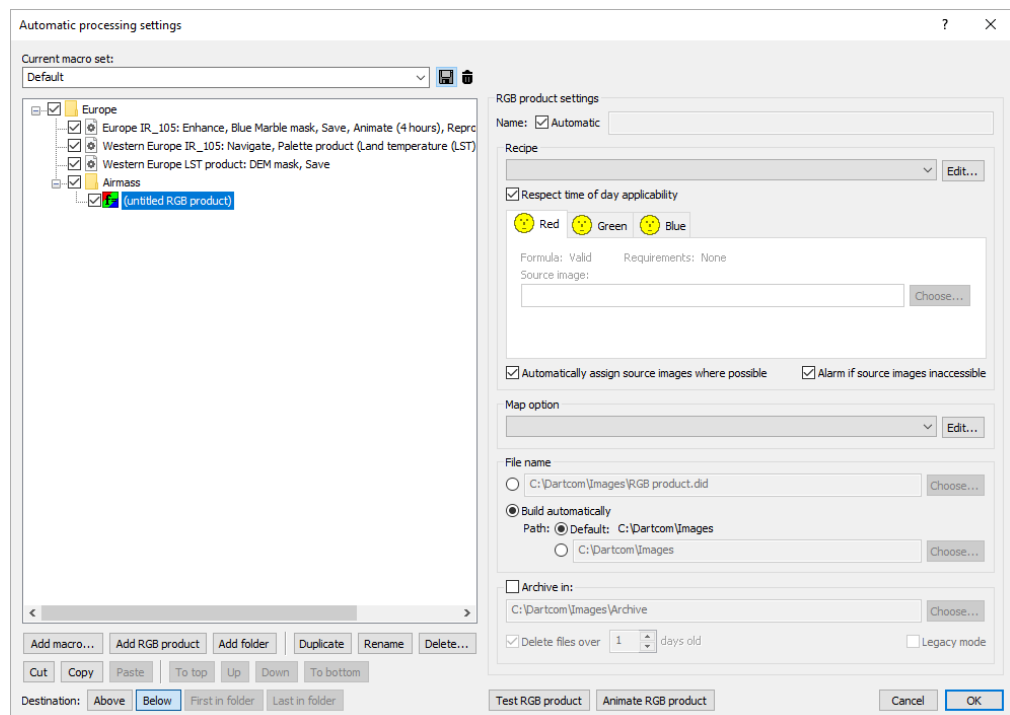 Automatic processing settings
Current macro set:
Default
Europe
Europe IR_105: Enhance, Blue Marble mask, Save, Animate (4 hours), Repro
Western Europe IR_105: Navigate, Palette product (Land temperature (LST)
Western Europe LST product: DEM mask, Save
Airmass
(untitled RGB product)
Add macro...
Add RGB product
Add folder
Duplicate
Rename
Delete...
Cut
Copy
Paste
To top
Up
Down
To bottom
Destination:
Above
Below
First in folder
Last in folder
RGB product settings
Name:
Automatic
Recipe
Edit...
Respect time of day applicability
Red
Green
Blue
Formula: Valid
Requirements: None
Source image:
Choose...
Automatically assign source images where possible
Alarm if source images inaccessible
Map option
Edit...
File name
C:\Dartcom\Images\RGB product.did
Choose...
Build automatically
Path:
Default: C:\Dartcom\Images
C:\Dartcom\Images
Choose...
Archive in:
C:\Dartcom\Images\Archive
Choose...
Delete files over
1
days old
Legacy mode
Test RGB product
Animate RGB product
Cancel
OK